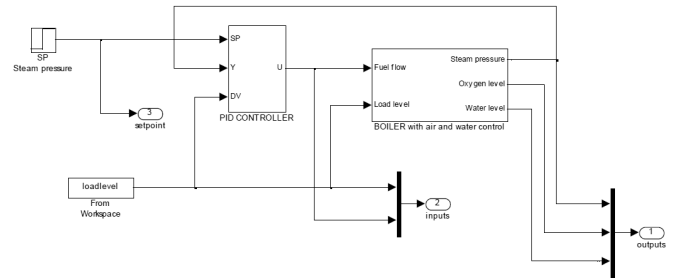 SP
Steam pressure
SP
Y
DV
U
PID CONTROLLER
Fuel flow
Load level
Steam pressure
Oxygen level
Water level
BOILER with air and water control
3
setpoint
loadlevel
From
Workspace
2
inputs
1
outputs